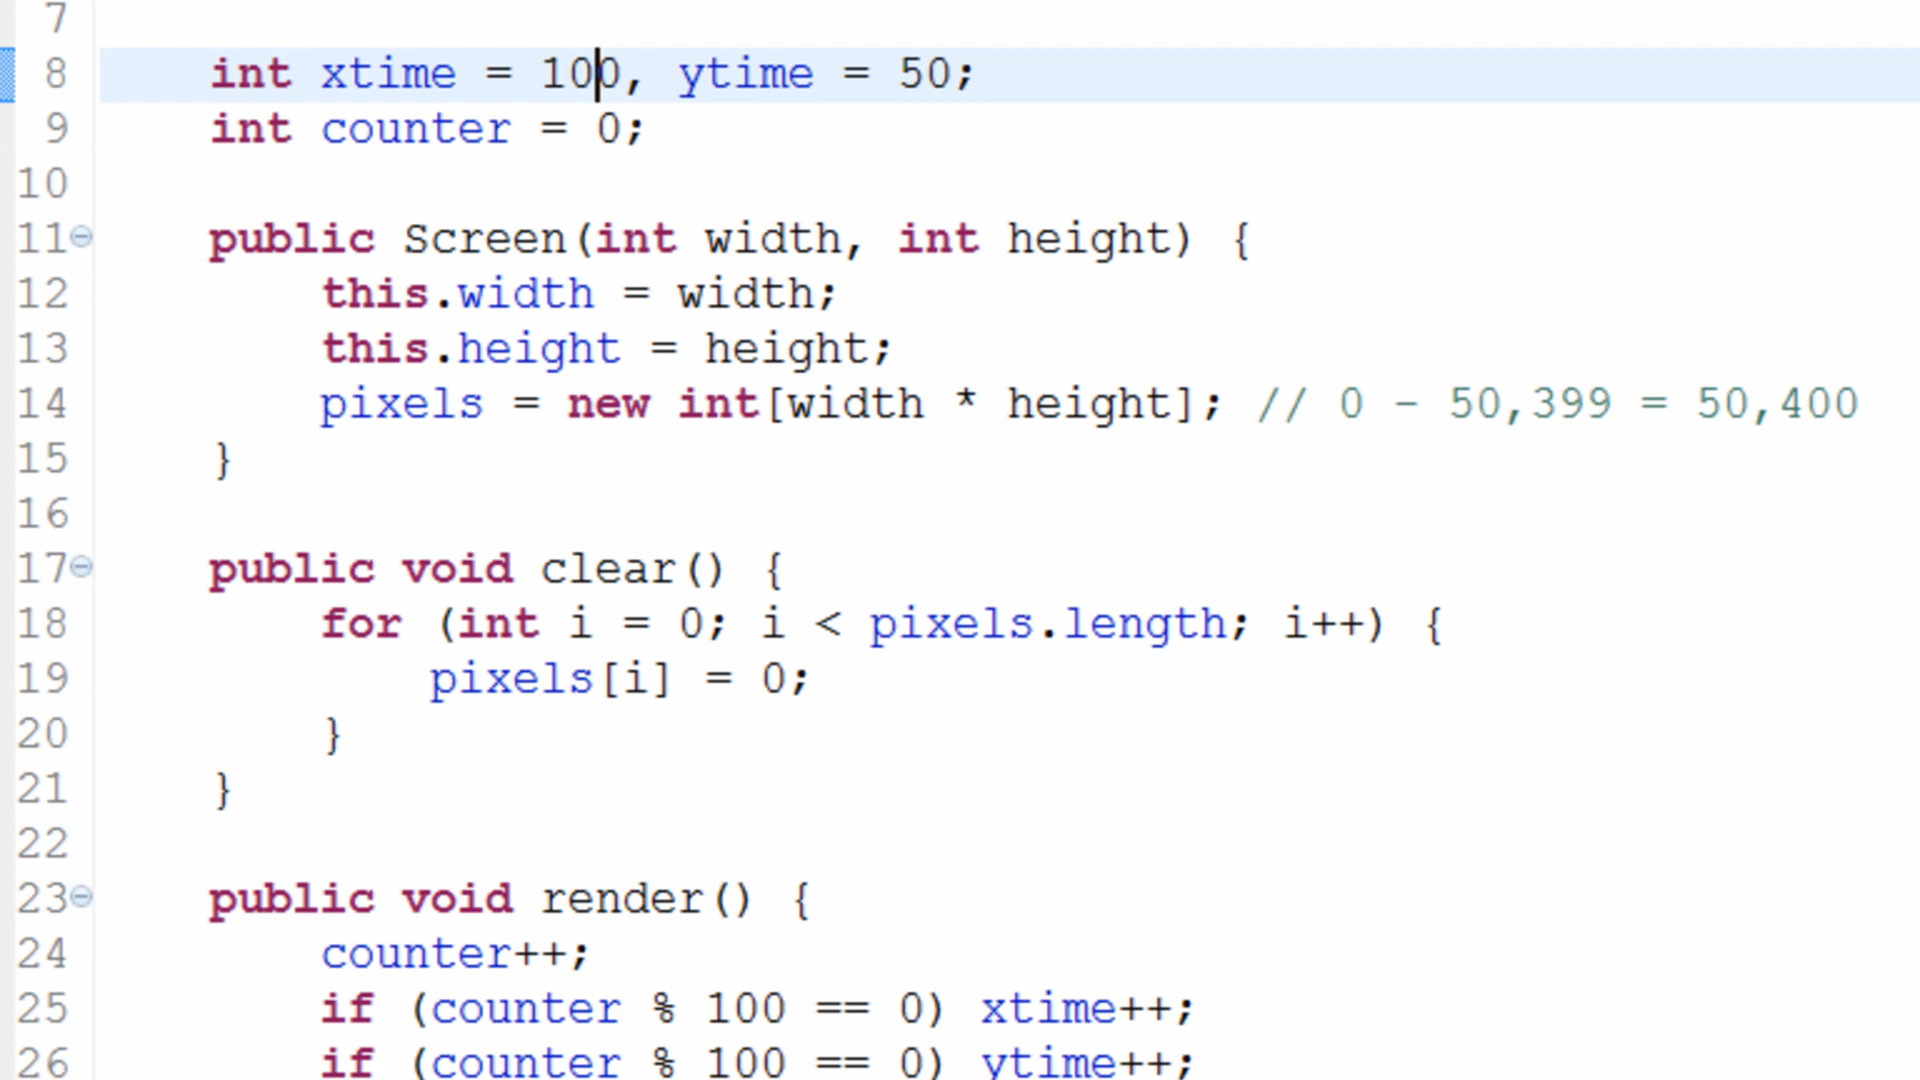 7
8 int xtime = 100, ytime = 50;
9 int counter = 0;
10
11 public Screen(int width, int height) {
12 this.width = width;
13 this.height = height;
14 pixels = new int[width * height]; // 0 - 50,399 = 50,400
15 }
16
17 public void clear() {
18 for (int i = 0; i < pixels.length; i++) {
19 pixels[i] = 0;
20 }
21 }
22
23 public void render() {
24 counter++;
25 if (counter % 100 == 0) xtime++;
26 if (counter % 100 == 0) ytime++;